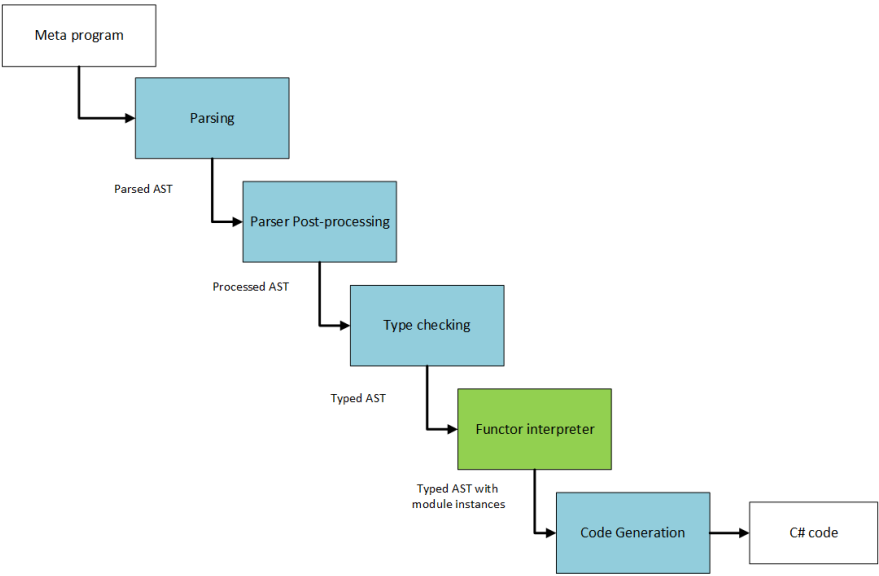 Meta program
Parsing
Parsed AST
Parser Post-processing
Processed AST
Type checking
Typed AST
Functor interpreter
Typed AST with
module instances
Code Generation
C# code